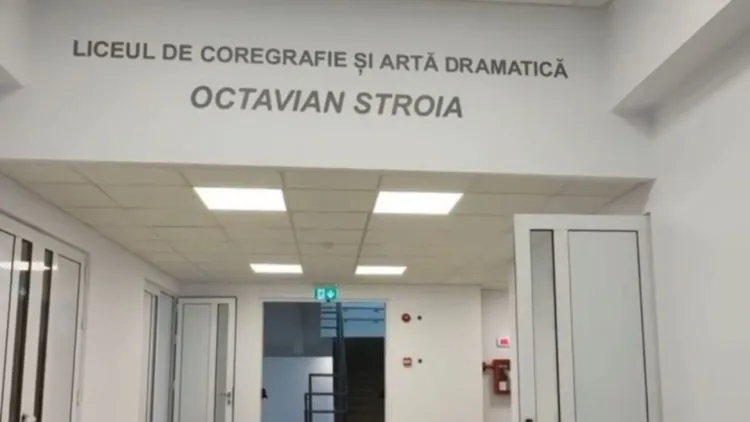 LICEUL DE COREGRAFIE ȘI ARTĂ DRAMATICĂ
OCTAVIAN STROIA